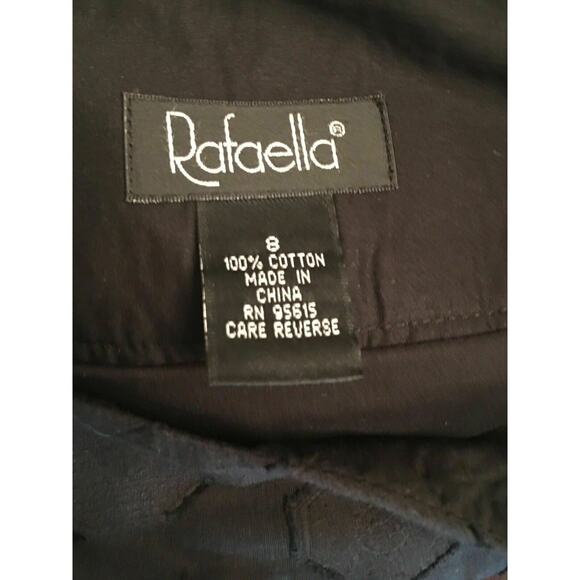 Rafaella®
8
100% COTTON
MADE IN
CHINA
RN 95615
CARE REVERSE